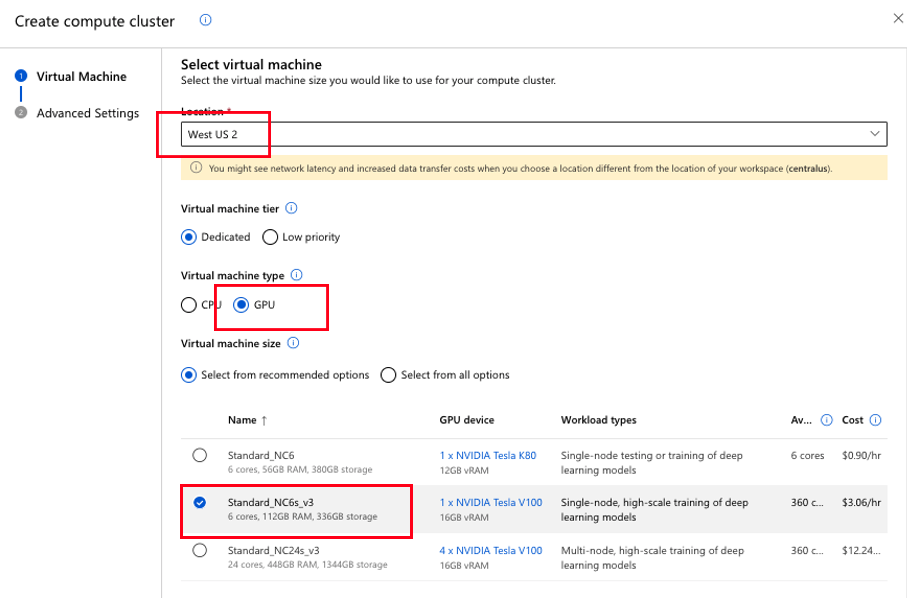 Create compute cluster
1 Virtual Machine
2 Advanced Settings
Select virtual machine
Select the virtual machine size you would like to use for your compute cluster.
Location *
West US 2
You might see network latency and increased data transfer costs when you choose a location different from the location of your workspace (centralus).
Virtual machine tier
Dedicated Low priority
Virtual machine type
CPU GPU
Virtual machine size
Select from recommended options Select from all options
Name ↑ GPU device Workload types Av... Cost
Standard_NC6 1 x NVIDIA Tesla K80 Single-node testing or training of deep 6 cores $0.90/hr
6 cores, 56GB RAM, 380GB storage 12GB vRAM learning models
Standard_NC6s_v3 1 x NVIDIA Tesla V100 Single-node, high-scale training of deep 360 c... $3.06/hr
6 cores, 112GB RAM, 336GB storage 16GB vRAM learning models
Standard_NC24s_v3 4 x NVIDIA Tesla V100 Multi-node, high-scale training of deep 360 c... $12.24...
24 cores, 448GB RAM, 1344GB storage 16GB vRAM learning models